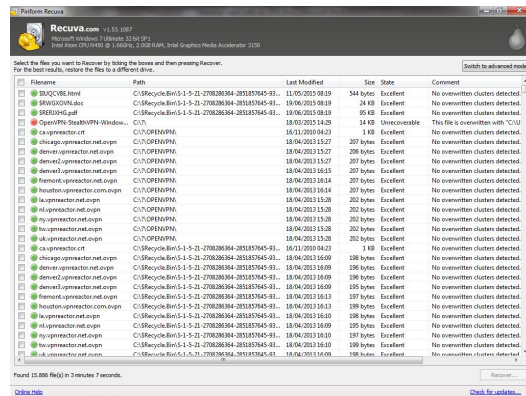 Piriform Recuva
Recuva.com v1.53.1087
Microsoft Windows 7 Ultimate 32-bit SP1
Intel Atom CPU N450 @ 1.66GHz, 2.0GB RAM, Intel Graphics Media Accelerator 3150
Select the files you want to Recover by ticking the boxes and then pressing Recover.
For the best results, restore the files to a different drive.
Switch to advanced mode
Filename Path Last Modified Size State Comment
$IUQCVBE.html C:\$Recycle.Bin\S-1-5-21-2708286364-2851857645-93... 11/05/2015 08:19 544 bytes Excellent No overwritten clusters detected.
$RWGXOVN.doc C:\$Recycle.Bin\S-1-5-21-2708286364-2851857645-93... 19/06/2015 08:19 24 KB Excellent No overwritten clusters detected.
$RERJXHG.pdf C:\$Recycle.Bin\S-1-5-21-2708286364-2851857645-93... 19/06/2015 08:19 95 KB Excellent No overwritten clusters detected.
OpenVPN-StealthVPN-Window... C:\?\ 18/03/2015 14:29 14 KB Unrecoverable This file is overwritten with "C:\U
ca.vpnreactor.crt C:\?\OPENVPN\ 16/11/2010 04:23 1 KB Excellent No overwritten clusters detected.
chicago.vpnreactor.net.ovpn C:\?\OPENVPN\ 18/04/2013 15:27 207 bytes Excellent No overwritten clusters detected.
denver.vpnreactor.net.ovpn C:\?\OPENVPN\ 18/04/2013 15:27 206 bytes Excellent No overwritten clusters detected.
denver2.vpnreactor.net.ovpn C:\?\OPENVPN\ 18/04/2013 15:27 207 bytes Excellent No overwritten clusters detected.
denver3.vpnreactor.net.ovpn C:\?\OPENVPN\ 18/04/2013 16:15 207 bytes Excellent No overwritten clusters detected.
fremont.vpnreactor.net.ovpn C:\?\OPENVPN\ 18/04/2013 16:14 207 bytes Excellent No overwritten clusters detected.
houston.vpnreactor.com.ovpn C:\?\OPENVPN\ 18/04/2013 16:14 207 bytes Excellent No overwritten clusters detected.
la.vpnreactor.net.ovpn C:\?\OPENVPN\ 18/04/2013 15:28 202 bytes Excellent No overwritten clusters detected.
nl.vpnreactor.net.ovpn C:\?\OPENVPN\ 18/04/2013 15:28 202 bytes Excellent No overwritten clusters detected.
ny.vpnreactor.net.ovpn C:\?\OPENVPN\ 18/04/2013 15:28 202 bytes Excellent No overwritten clusters detected.
tw.vpnreactor.net.ovpn C:\?\OPENVPN\ 18/04/2013 15:28 202 bytes Excellent No overwritten clusters detected.
uk.vpnreactor.net.ovpn C:\?\OPENVPN\ 18/04/2013 15:28 202 bytes Excellent No overwritten clusters detected.
ca.vpnreactor.crt C:\$Recycle.Bin\S-1-5-21-2708286364-2851857645-93... 16/11/2010 04:23 1 KB Excellent No overwritten clusters detected.
chicago.vpnreactor.net.ovpn C:\$Recycle.Bin\S-1-5-21-2708286364-2851857645-93... 18/04/2013 16:09 198 bytes Excellent No overwritten clusters detected.
denver.vpnreactor.net.ovpn C:\$Recycle.Bin\S-1-5-21-2708286364-2851857645-93... 18/04/2013 16:09 196 bytes Excellent No overwritten clusters detected.
denver2.vpnreactor.net.ovpn C:\$Recycle.Bin\S-1-5-21-2708286364-2851857645-93... 18/04/2013 16:09 198 bytes Excellent No overwritten clusters detected.
denver3.vpnreactor.net.ovpn C:\$Recycle.Bin\S-1-5-21-2708286364-2851857645-93... 18/04/2013 16:09 195 bytes Excellent No overwritten clusters detected.
fremont.vpnreactor.net.ovpn C:\$Recycle.Bin\S-1-5-21-2708286364-2851857645-93... 18/04/2013 16:13 197 bytes Excellent No overwritten clusters detected.
houston.vpnreactor.com.ovpn C:\$Recycle.Bin\S-1-5-21-2708286364-2851857645-93... 18/04/2013 16:13 197 bytes Excellent No overwritten clusters detected.
la.vpnreactor.net.ovpn C:\$Recycle.Bin\S-1-5-21-2708286364-2851857645-93... 18/04/2013 16:10 198 bytes Excellent No overwritten clusters detected.
nl.vpnreactor.net.ovpn C:\$Recycle.Bin\S-1-5-21-2708286364-2851857645-93... 18/04/2013 16:09 195 bytes Excellent No overwritten clusters detected.
ny.vpnreactor.net.ovpn C:\$Recycle.Bin\S-1-5-21-2708286364-2851857645-93... 18/04/2013 16:10 197 bytes Excellent No overwritten clusters detected.
tw.vpnreactor.net.ovpn C:\$Recycle.Bin\S-1-5-21-2708286364-2851857645-93... 18/04/2013 16:10 199 bytes Excellent No overwritten clusters detected.
uk.vpnreactor.net.ovpn C:\$Recycle.Bin\S-1-5-21-2708286364-2851857645-93... 18/04/2013 16:09 198 bytes Excellent No overwritten clusters detected.
Found 15.886 file(s) in 3 minutes 7 seconds.
Recover...
Online Help
Check for updates...